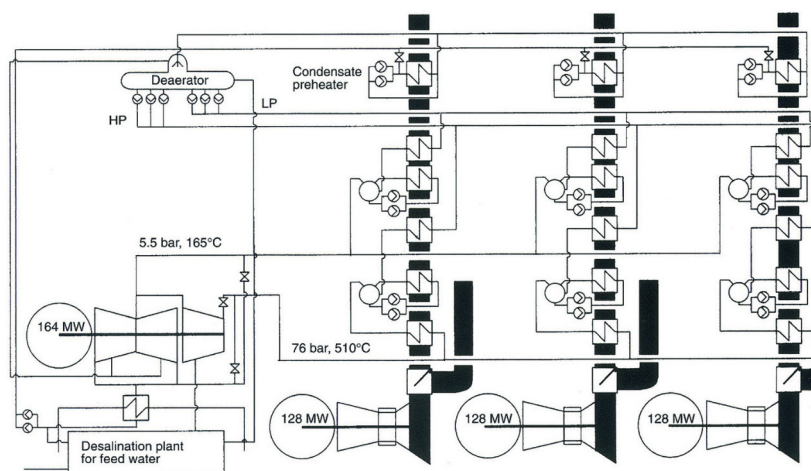 Deaerator
Condensate
preheater
LP
HP
5.5 bar, 165°C
164 MW
76 bar, 510°C
128 MW
128 MW
128 MW
Desalination plant
for feed water